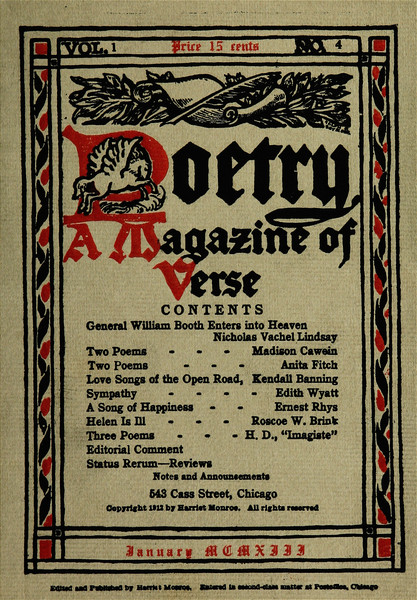 VOL. 1 Price 15 cents NO. 4
Poetry
A Magazine of
Verse
CONTENTS
General William Booth Enters into Heaven
Nicholas Vachel Lindsay
Two Poems - - - Madison Cawein
Two Poems - - - - Anita Fitch
Love Songs of the Open Road, Kendall Banning
Sympathy - - - - Edith Wyatt
A Song of Happiness - - Ernest Rhys
Helen Is Ill - - - Roscoe W. Brink
Three Poems - - - H. D., "Imagiste"
Editorial Comment
Status Rerum—Reviews
Notes and Announcements
543 Cass Street, Chicago
Copyright 1912 by Harriet Monroe. All rights reserved
January MCMXIII
Edited and Published by Harriet Monroe. Entered in second-class matter at Postoffice, Chicago